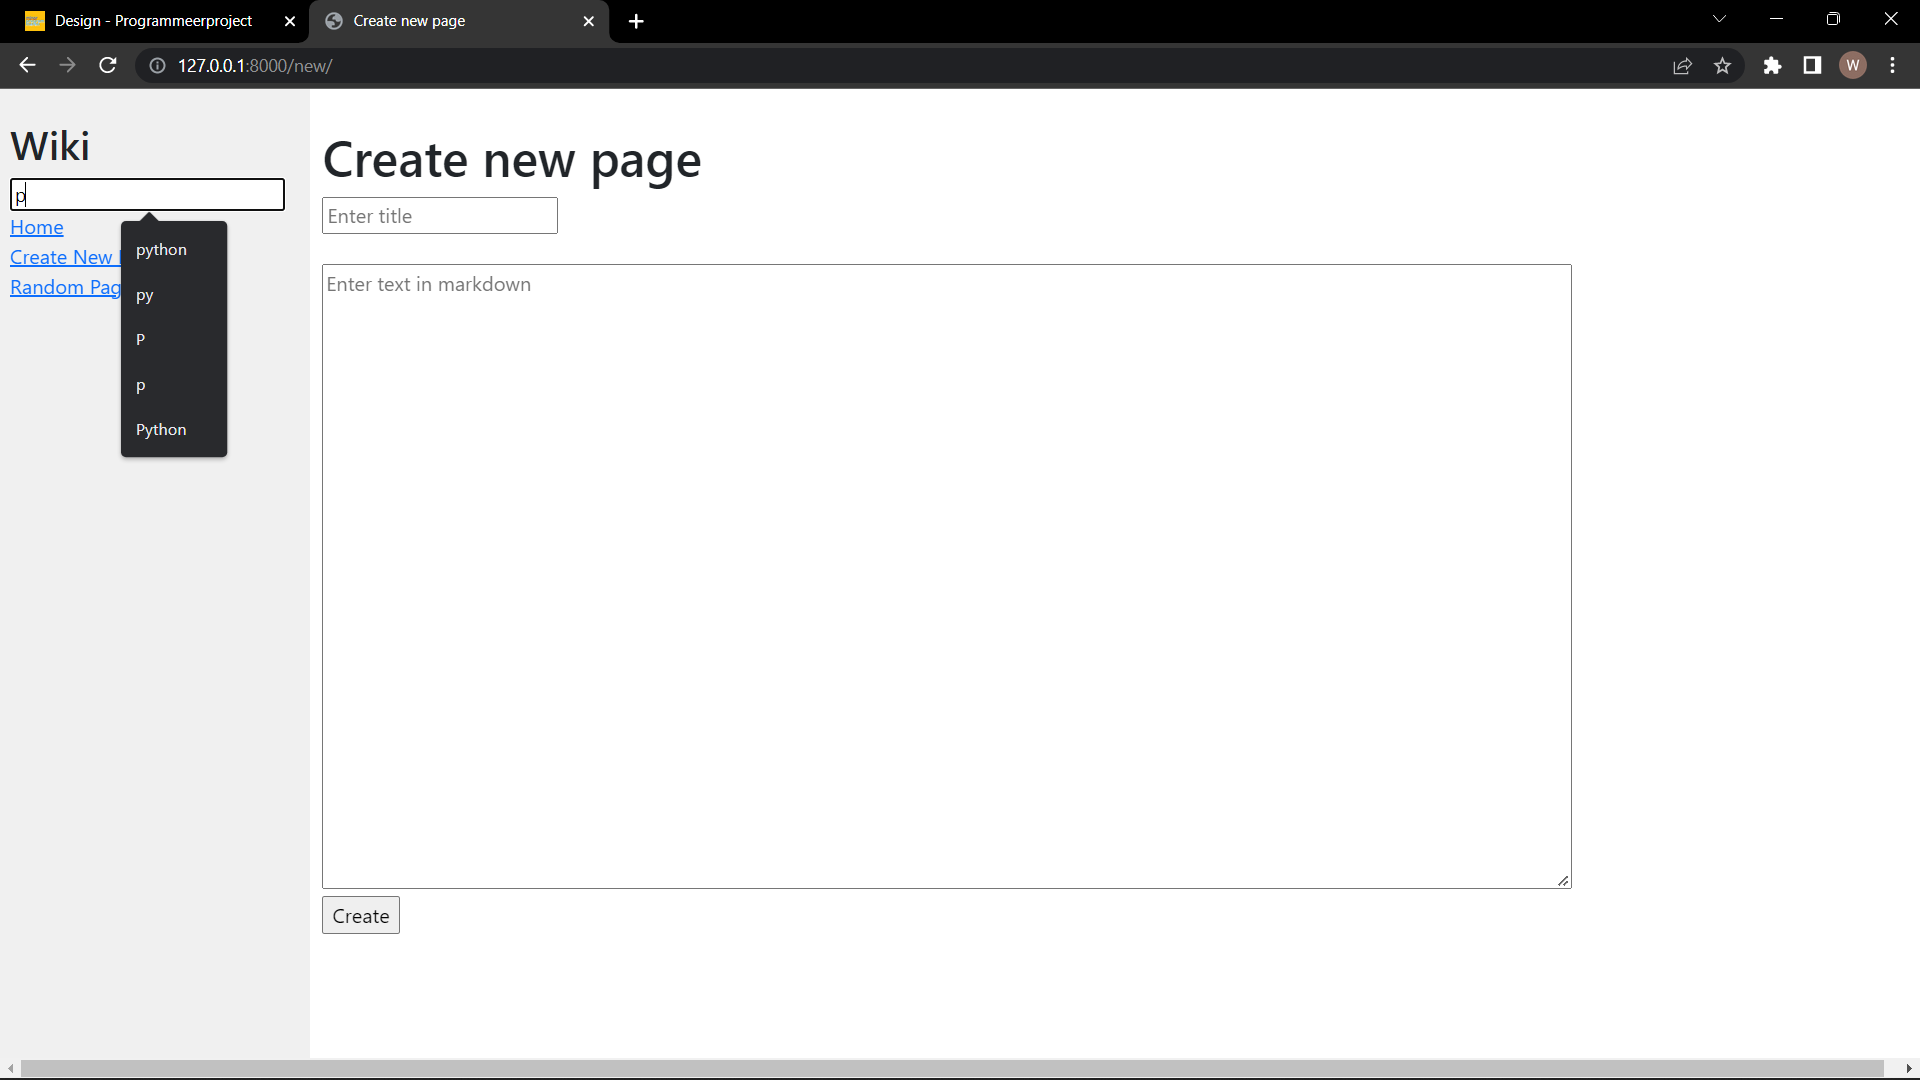 Design - Programmeerproject
Create new page
127.0.0.1:8000/new/
W
Wiki
p
Home
Create New
Random Pag
python
py
P
p
Python
Create new page
Enter title
Enter text in markdown
Create